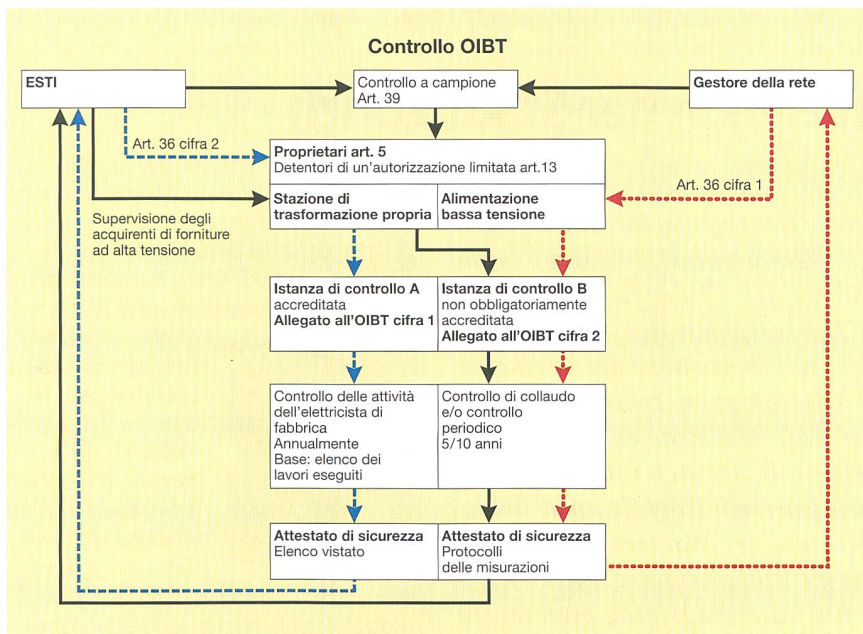 Controllo OIBT
ESTI
Controllo a campione
Art. 39
Gestore della rete
Art. 36 cifra 2
Proprietari art. 5
Detentori di un'autorizzazione limitata art.13
Art. 36 cifra 1
Stazione di
trasformazione propria
Alimentazione
bassa tensione
Supervisione degli
acquirenti di forniture
ad alta tensione
Istanza di controllo A
accreditata
Allegato all'OIBT cifra 1
Istanza di controllo B
non obbligatoriamente
accreditata
Allegato all'OIBT cifra 2
Controllo delle attività
dell'elettricista di
fabbrica
Annualmente
Base: elenco dei
lavori eseguiti
Controllo di collaudo
e/o controllo
periodico
5/10 anni
Attestato di sicurezza
Elenco vistato
Attestato di sicurezza
Protocolli
delle misurazioni